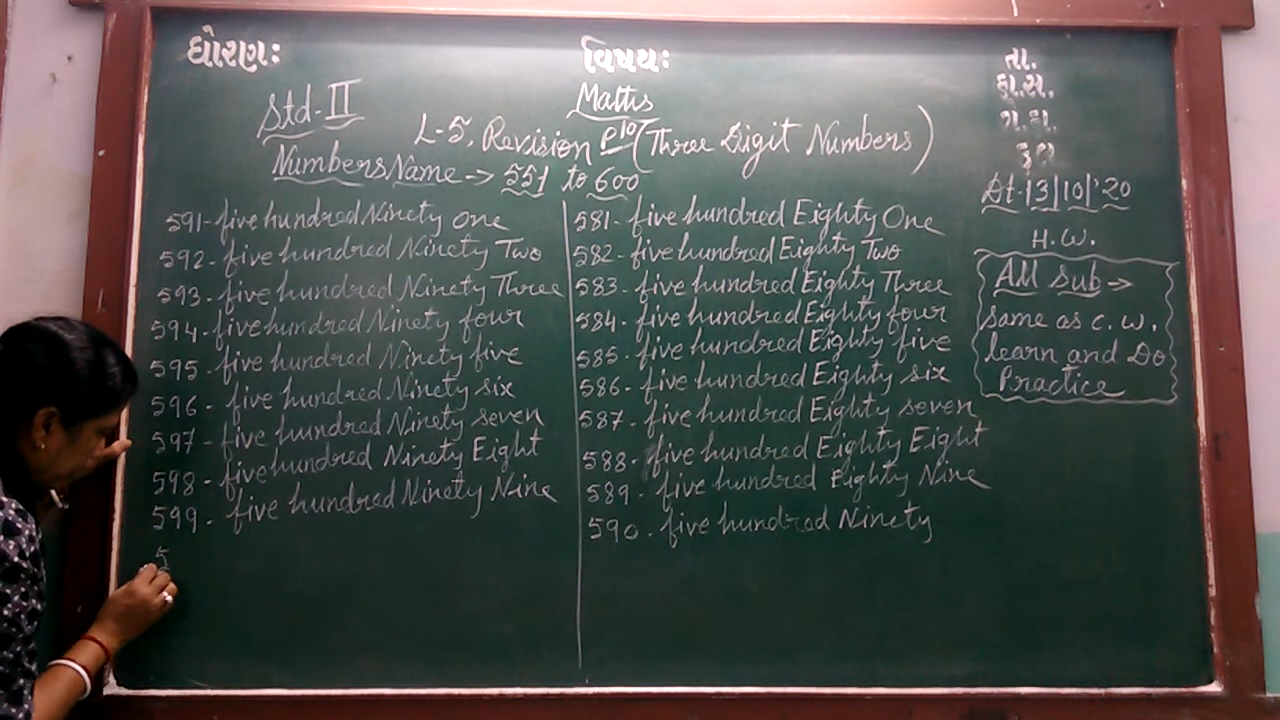 ધોરણ:
વિષય:
તા.
Std-II
Maths
L-5, Revision P10 (Three Digit Numbers)
Numbers Name -> 551 to 600
591- five hundred Ninety one
592- five hundred Ninety Two
593- five hundred Ninety Three
594- five hundred Ninety four
595- five hundred Ninety five
596- five hundred Ninety six
597- five hundred Ninety seven
598- five hundred Ninety Eight
599- five hundred Ninety Nine
5
581- five hundred Eighty One
582- five hundred Eighty Two
583- five hundred Eighty Three
584- five hundred Eighty four
585- five hundred Eighty five
586- five hundred Eighty six
587- five hundred Eighty seven
588- five hundred Eighty Eight
589- five hundred Eighty Nine
590- five hundred Ninety
Dt-13|10|'20
H.W.
All Sub ->
same as c.w.
learn and Do
Practice